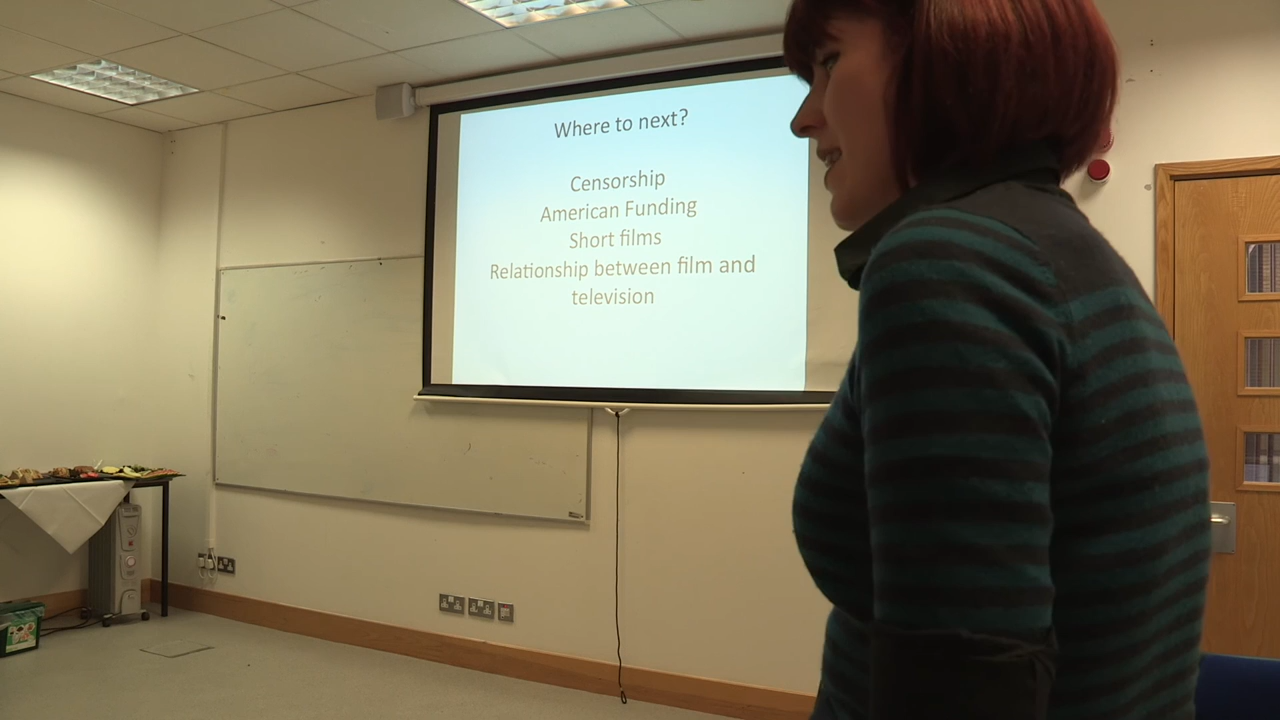 Where to next?
Censorship
American Funding
Short films
Relationship between film and
television